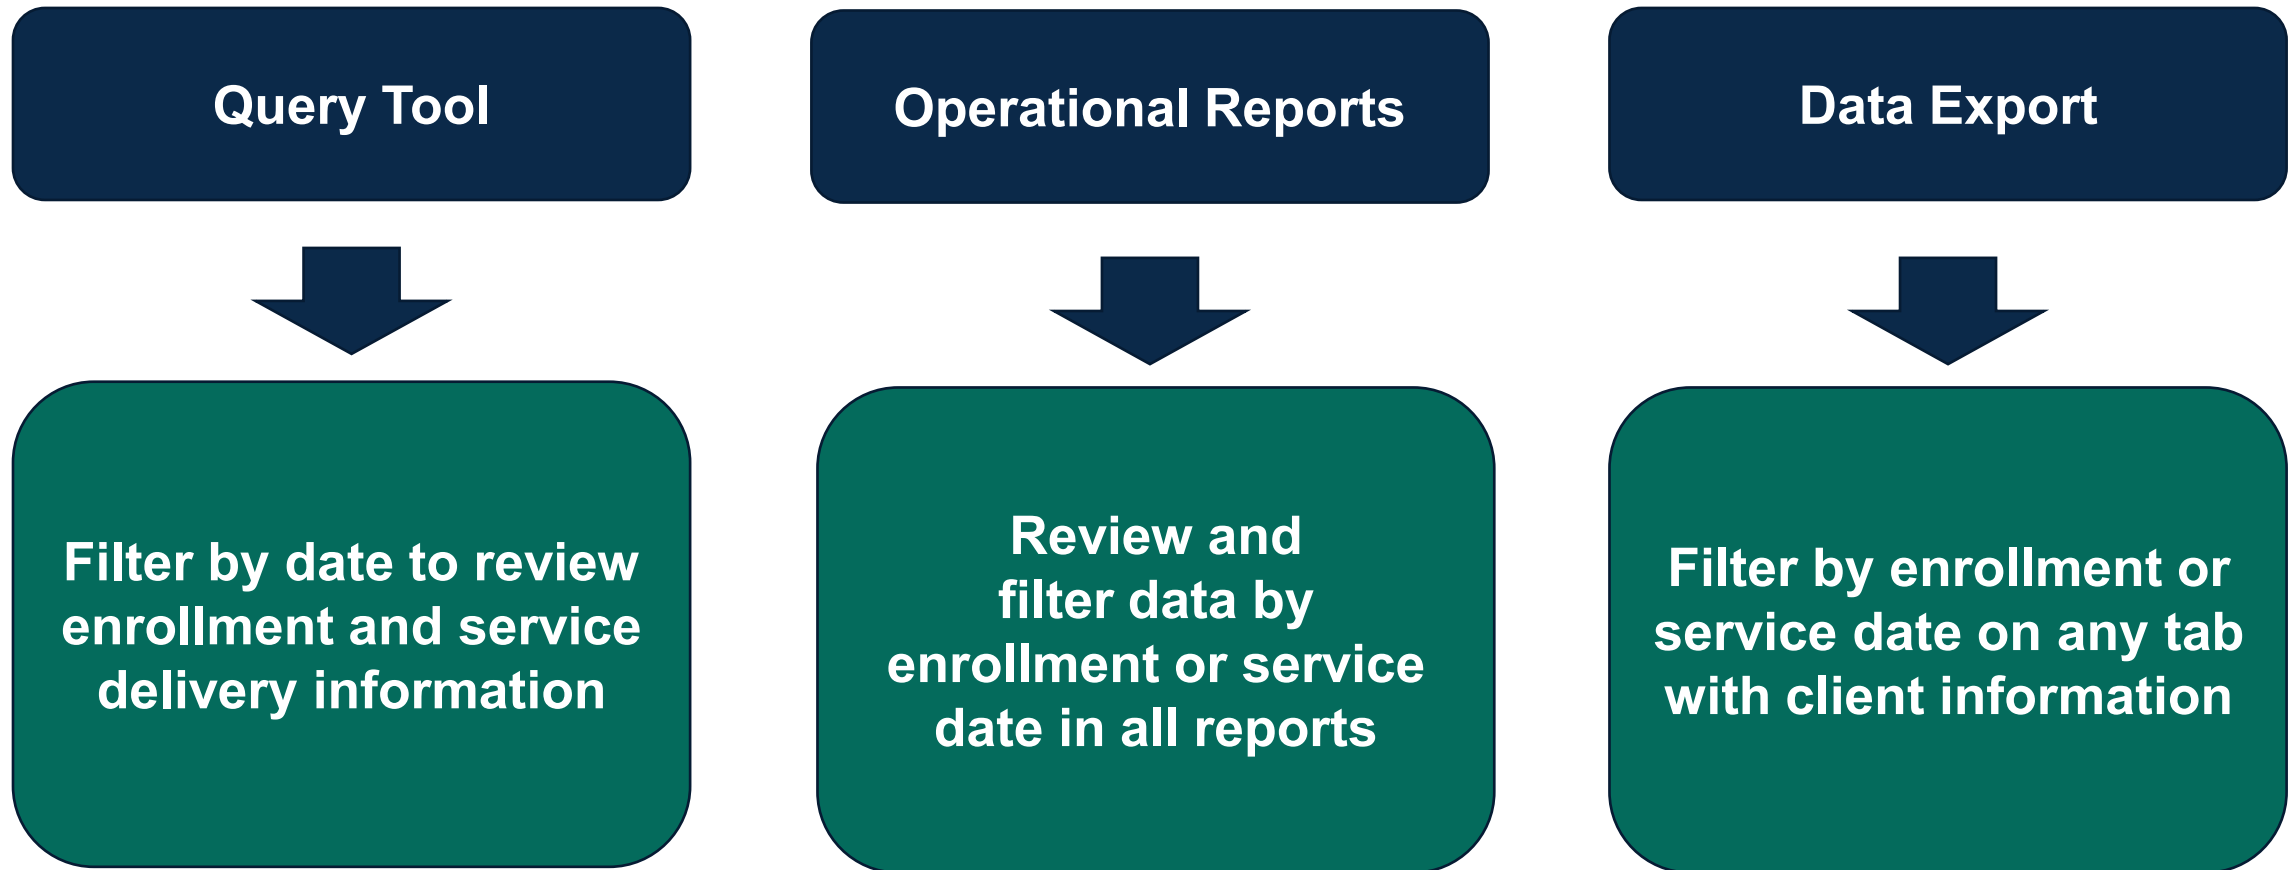 Query Tool
Operational Reports
Data Export
Filter by date to review
enrollment and service
delivery information
Review and
filter data by
enrollment or service
date in all reports
Filter by enrollment or
service date on any tab
with client information